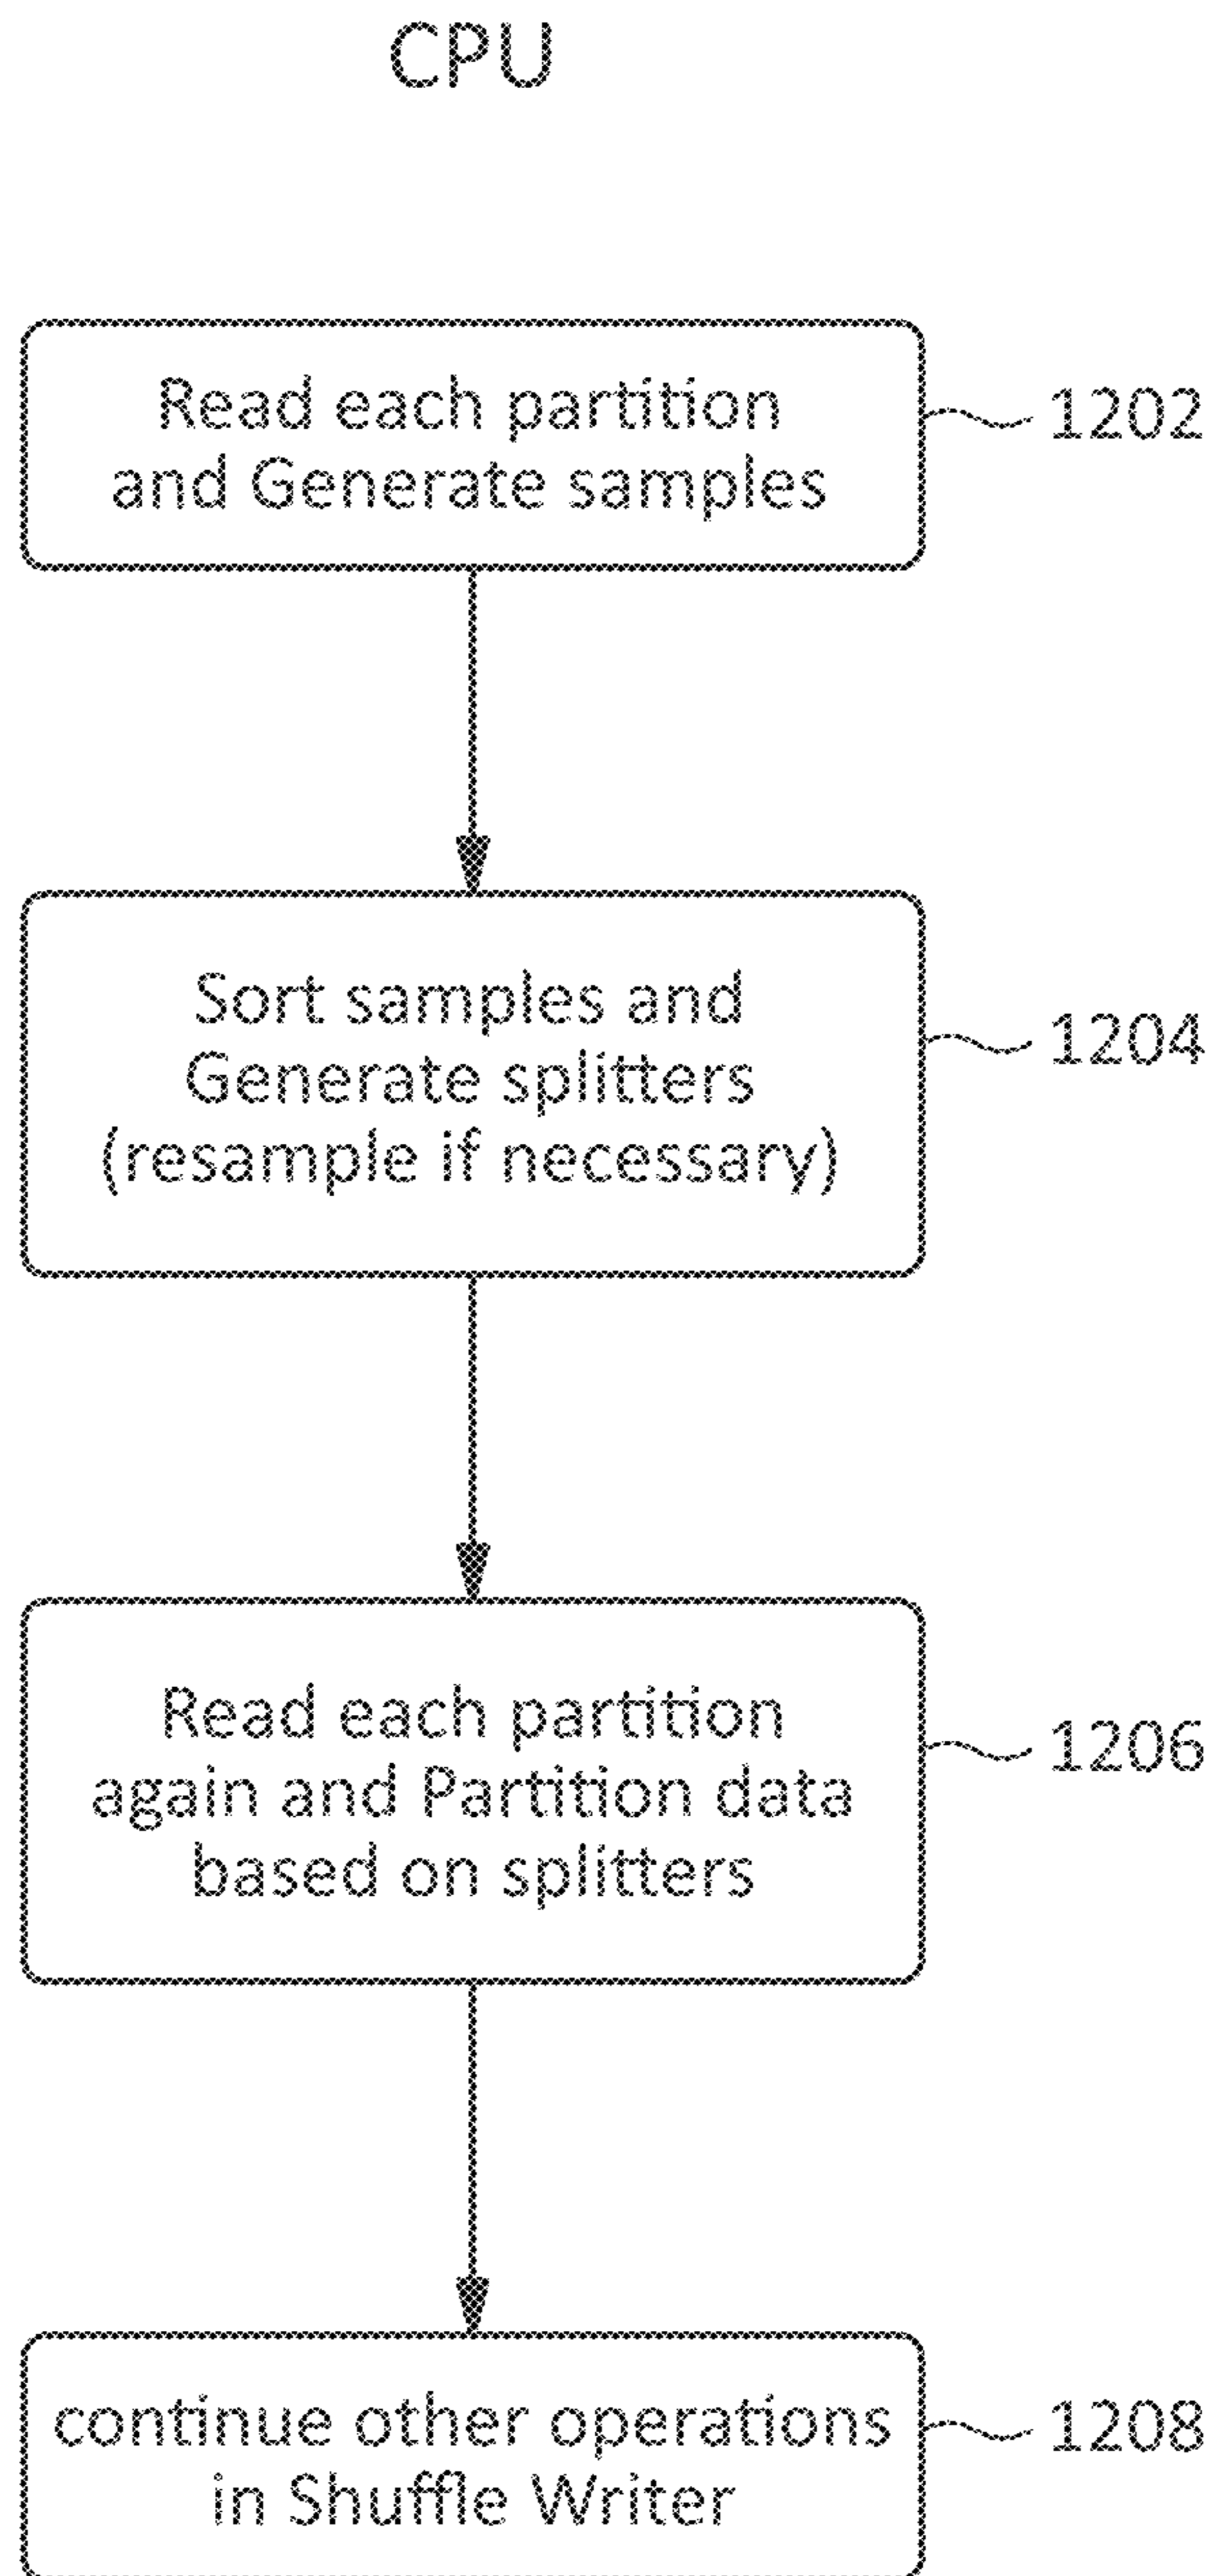 CPU
Read each partition
and Generate samples
1202
Sort samples and
Generate splitters
(resample if necessary)
1204
Read each partition
again and Partition data
based on splitters
1206
continue other operations
in Shuffle Writer
1208